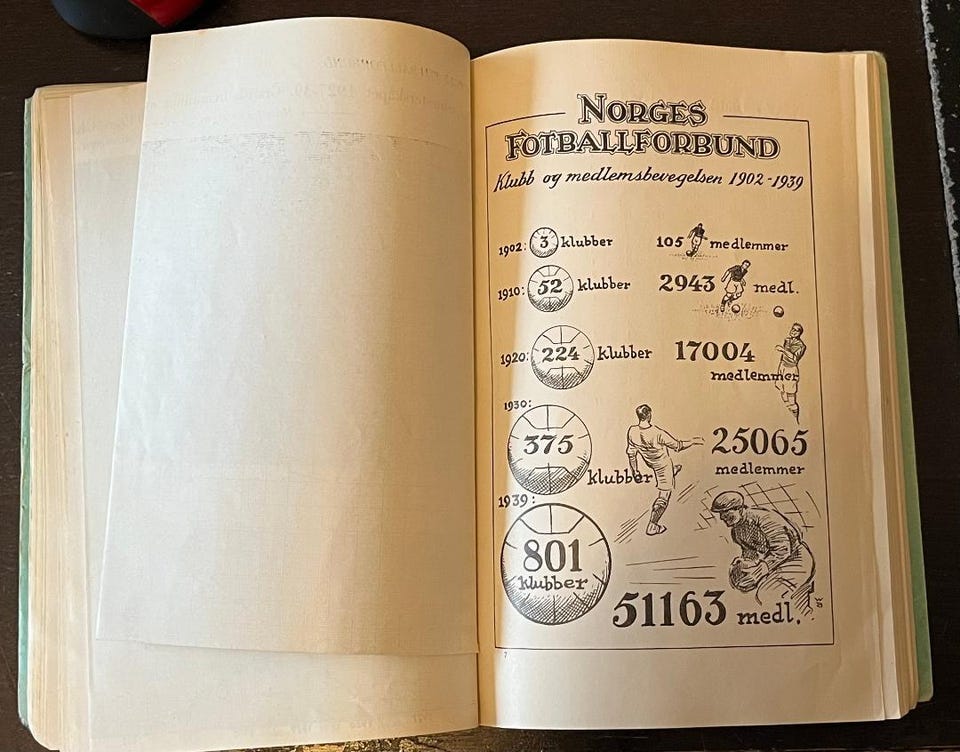 NORGES
FOTBALLFORBUND
Klubb og medlemsbevegelsen 1902-1939
1902: 3 klubber 105 medlemmer
1910: 52 klubber 2943 medl.
1920: 224 klubber 17004
medlemmer
1930:
375 klubber 25065
medlemmer
1939:
801
klubber
51163 medl.